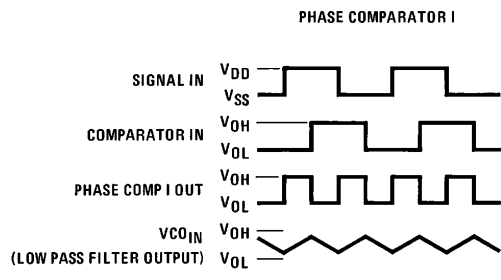 PHASE COMPARATOR I
SIGNAL IN
VDD
VSS
COMPARATOR IN
VOH
VOL
PHASE COMP I OUT
VOH
VOL
VCOIN
(LOW PASS FILTER OUTPUT)
VOH
VOL